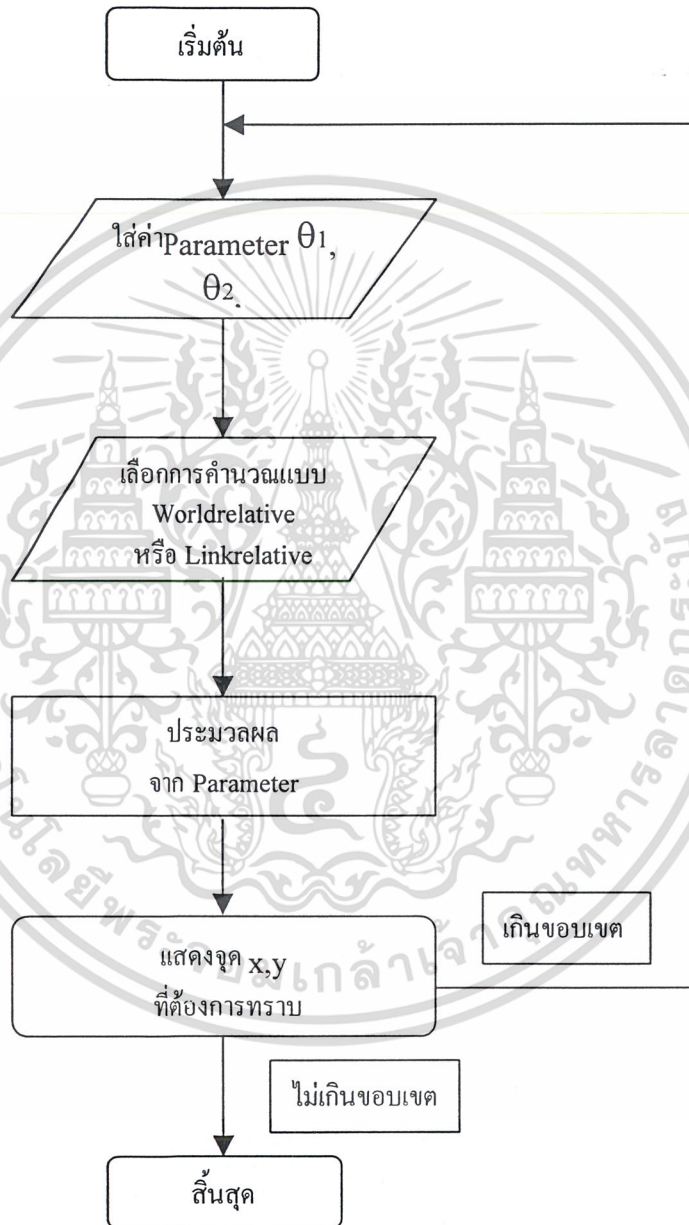 เริ่มต้น
ใส่ค่าParameter θ1,
θ2,
เลือกการคำนวณแบบ
Worldrelative
หรือ Linkrelative
ประมวลผล
จาก Parameter
แสดงจุด x,y
ที่ต้องการทราบ
เกินขอบเขต
ไม่เกินขอบเขต
สิ้นสุด